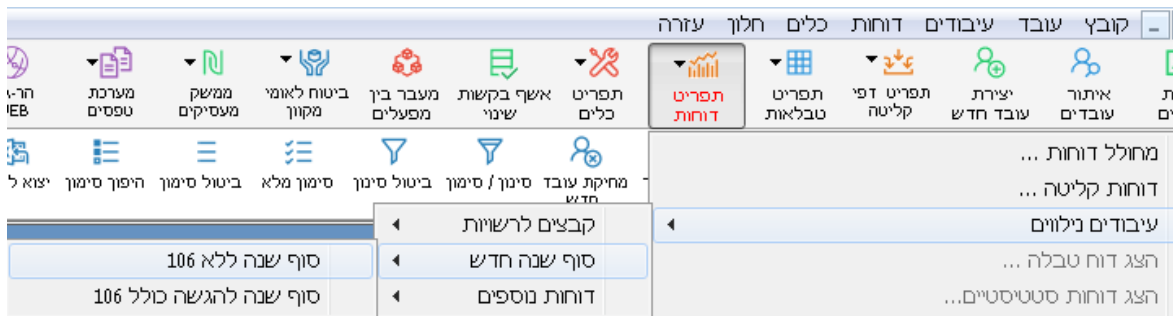 קובץ עובד עיבודים דוחות כלים חלון עזרה
איתור עובדים
יצירת עובד חדש
תפריט דפי קליטה
תפריט טבלאות
תפריט דוחות
תפריט כלים
אשף בקשות שינוי
מעבר בין מפעלים
ביטוח לאומי מקוון
ממשק מעסיקים
מערכת טפסים
מחיקת עובד חדש
סינון / סימון
ביטול סינון
סימון מלא
ביטול סימון
היפוך סימון
יצוא
מחולל דוחות ...
דוחות קליטה ...
עיבודים נילווים
הצג דוח טבלה ...
הצג דוחות סטטיסטיים...
קבצים לרשויות
סוף שנה חדש
דוחות נוספים
סוף שנה ללא 106
סוף שנה להגשה כולל 106